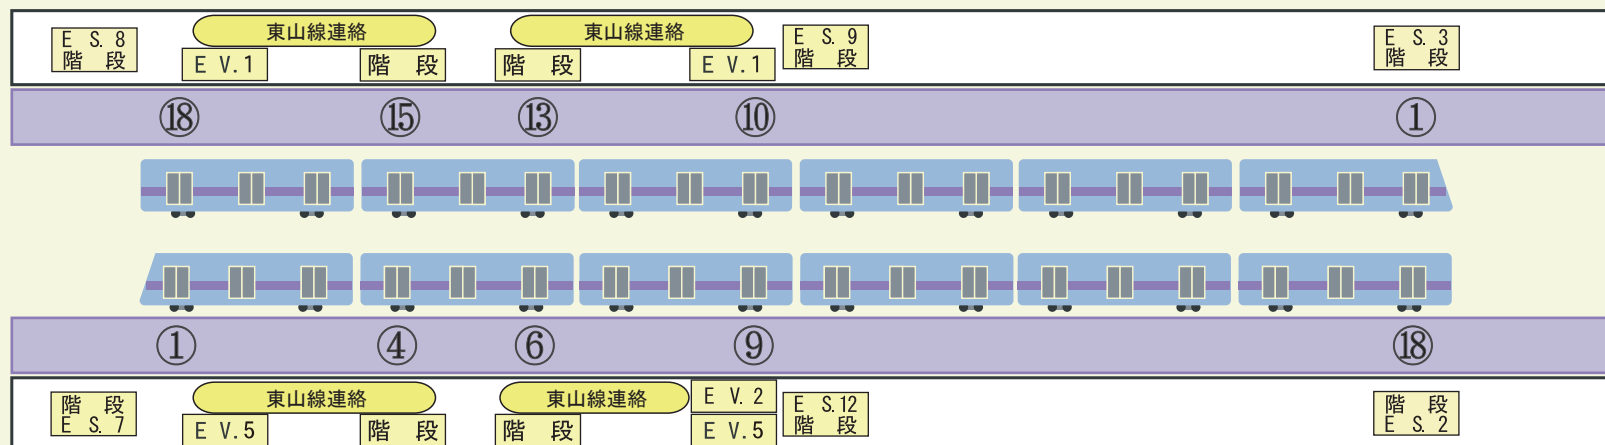 E S. 8
階 段
東山線連絡
E V. 1
階 段
東山線連絡
階 段
E V. 1
E S. 9
階 段
E S. 3
階 段
⑱ ⑮ ⑬ ⑩ ①
① ④ ⑥ ⑨ ⑱
階 段
E S. 7
東山線連絡
E V. 5
階 段
東山線連絡
階 段
E V. 2
E V. 5
E S. 12
階 段
階 段
E S. 2